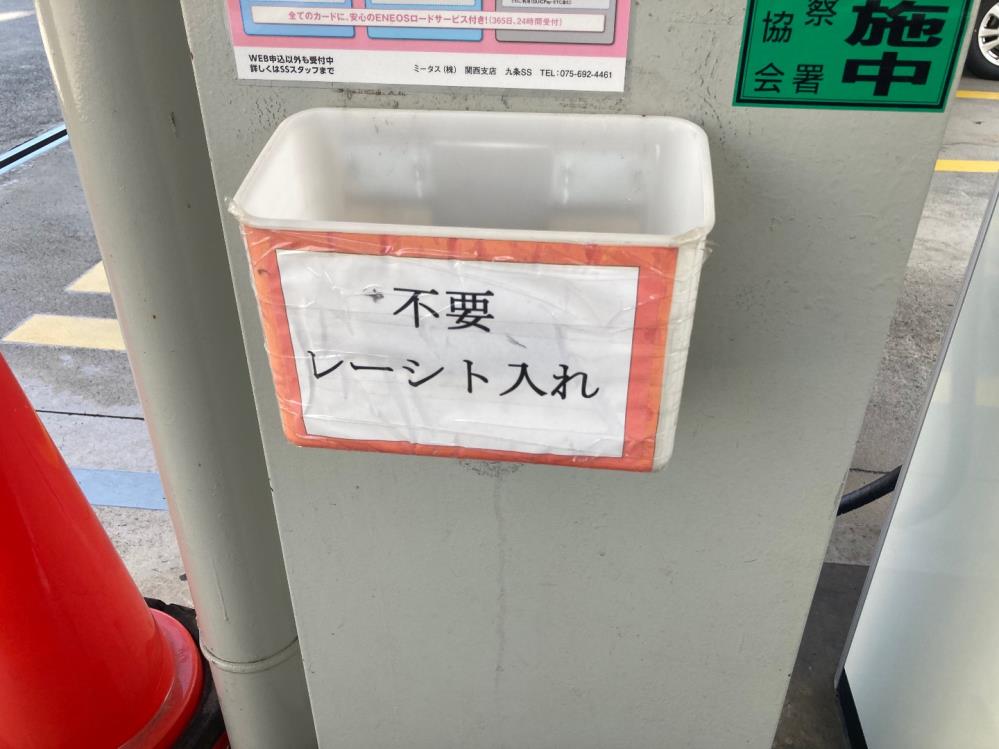 全てのカードに、安心のENEOSロードサービス付き!(365日、24時間受付)
WEB申込以外も受付中
詳しくはSSスタッフまで
ミータス(株) 関西支店 九条SS TEL:075-692-4461
施中
察署
協会
不要
レーシト入れ